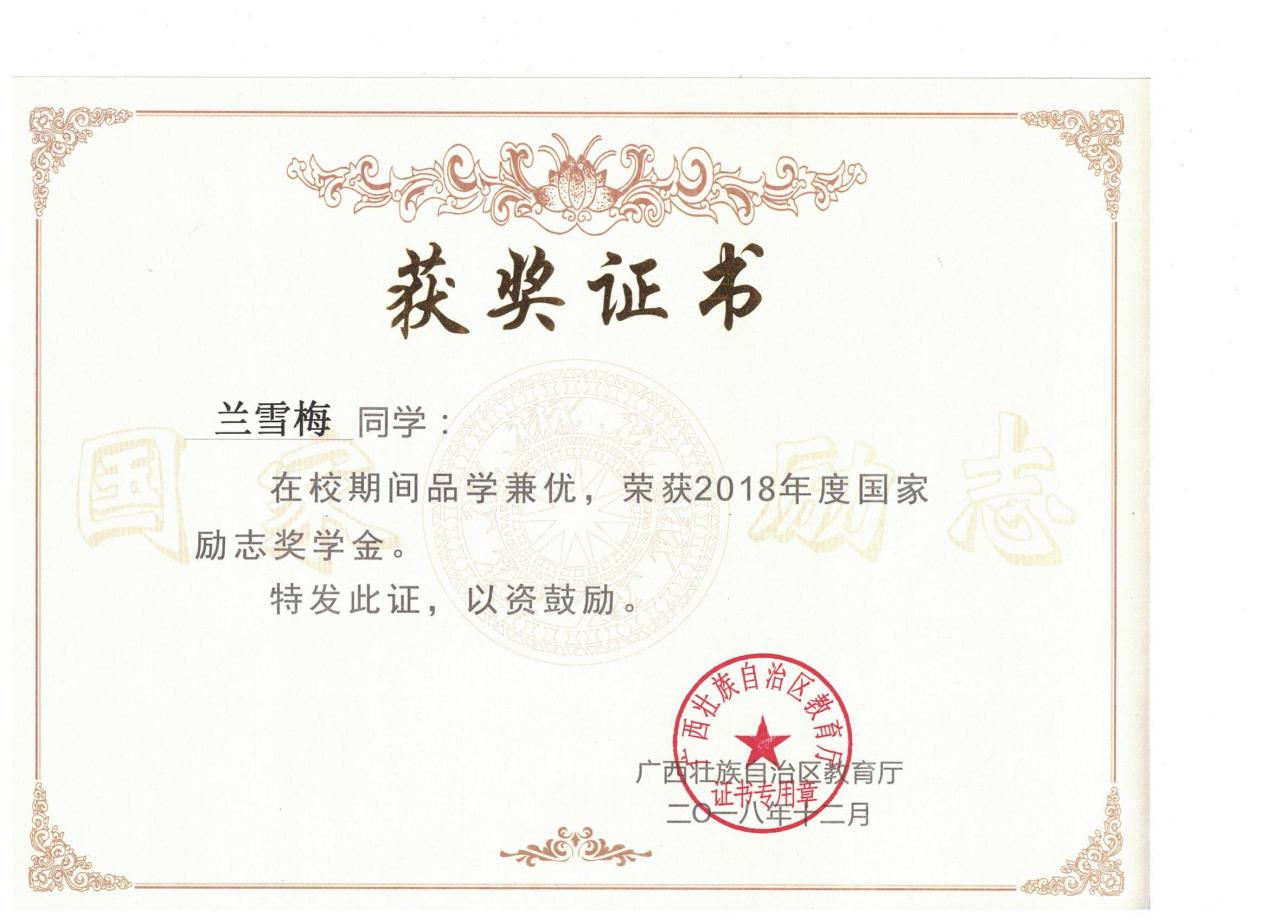 获奖证书
兰雪梅 同学：
国家励志
在校期间品学兼优，荣获2018年度国家
励志奖学金。
特发此证，以资鼓励。
广西壮族自治区教育厅
证书专用章
广西壮族自治区教育厅
二〇一八年十二月